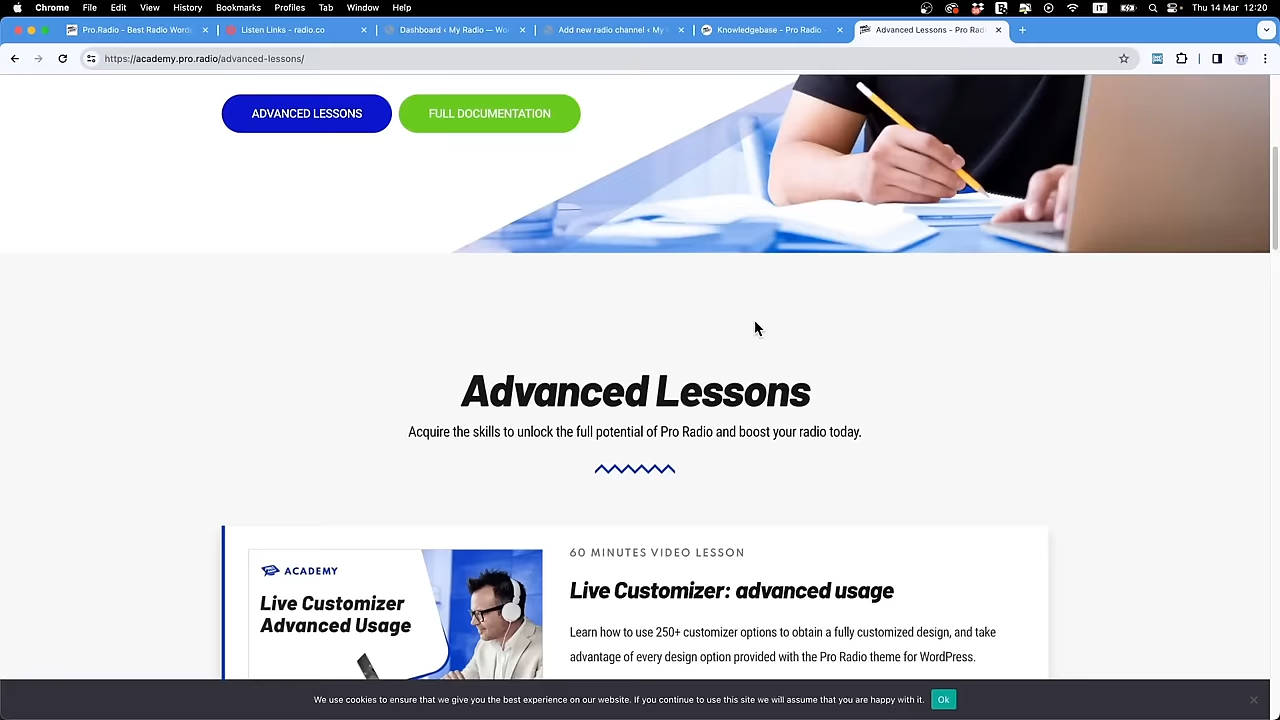 Chrome File Edit View History Bookmarks Profiles Tab Window Help IT Thu 14 Mar 12:20
Pro.Radio - Best Radio Word Listen Links - radio.co Dashboard ‹ My Radio — Wo Add new radio channel ‹ My Knowledgebase - Pro Radio - Advanced Lessons - Pro Rad
https://academy.pro.radio/advanced-lessons/
ADVANCED LESSONS FULL DOCUMENTATION
Advanced Lessons
Acquire the skills to unlock the full potential of Pro Radio and boost your radio today.
60 MINUTES VIDEO LESSON
ACADEMY
Live Customizer: advanced usage
Live Customizer
Advanced Usage
Learn how to use 250+ customizer options to obtain a fully customized design, and take
advantage of every design option provided with the Pro Radio theme for WordPress.
We use cookies to ensure that we give you the best experience on our website. If you continue to use this site we will assume that you are happy with it. Ok